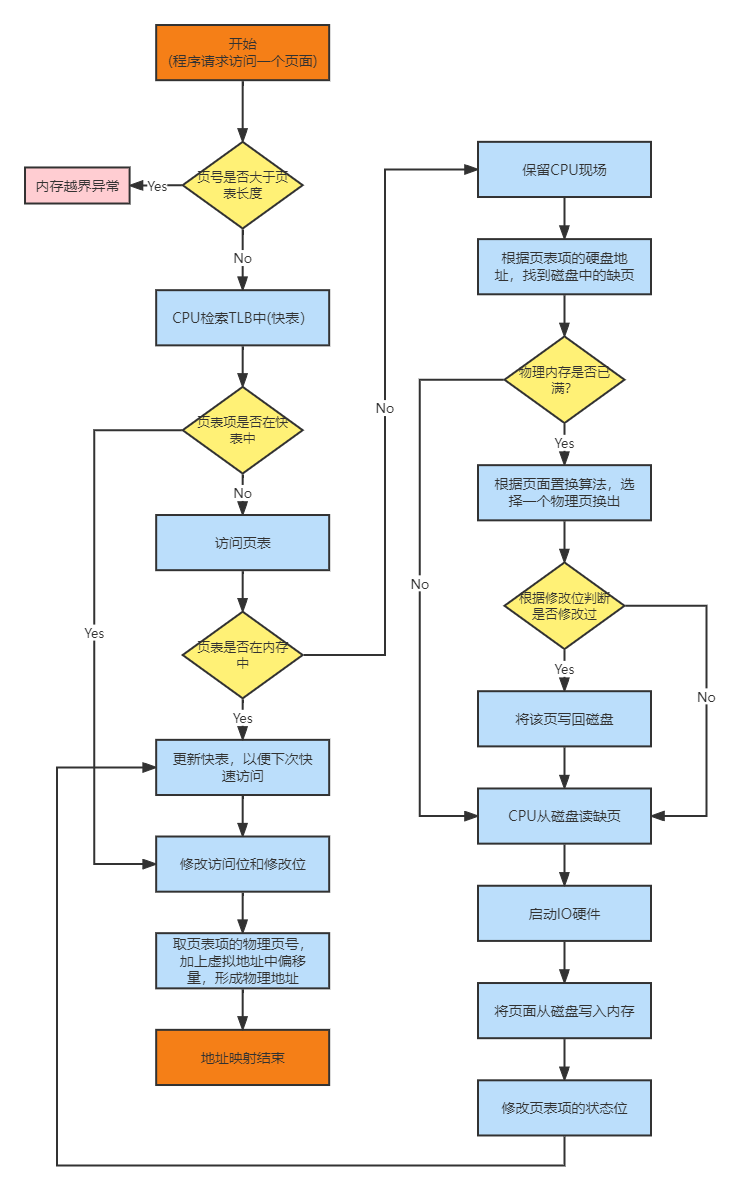 开始
(程序请求访问一个页面)
页号是否大于页
表长度
Yes
内存越界异常
No
CPU检索TLB中(快表)
页表项是否在快
表中
No
Yes
访问页表
页表是否在内存
中
No
Yes
更新快表，以便下次快
速访问
修改访问位和修改位
取页表项的物理页号，
加上虚拟地址中偏移
量，形成物理地址
地址映射结束
保留CPU现场
根据页表项的硬盘地
址，找到磁盘中的缺页
物理内存是否已
满？
Yes
No
根据页面置换算法，选
择一个物理页换出
根据修改位判断
是否修改过
Yes
No
将该页写回磁盘
CPU从磁盘读缺页
启动IO硬件
将页面从磁盘写入内存
修改页表项的状态位